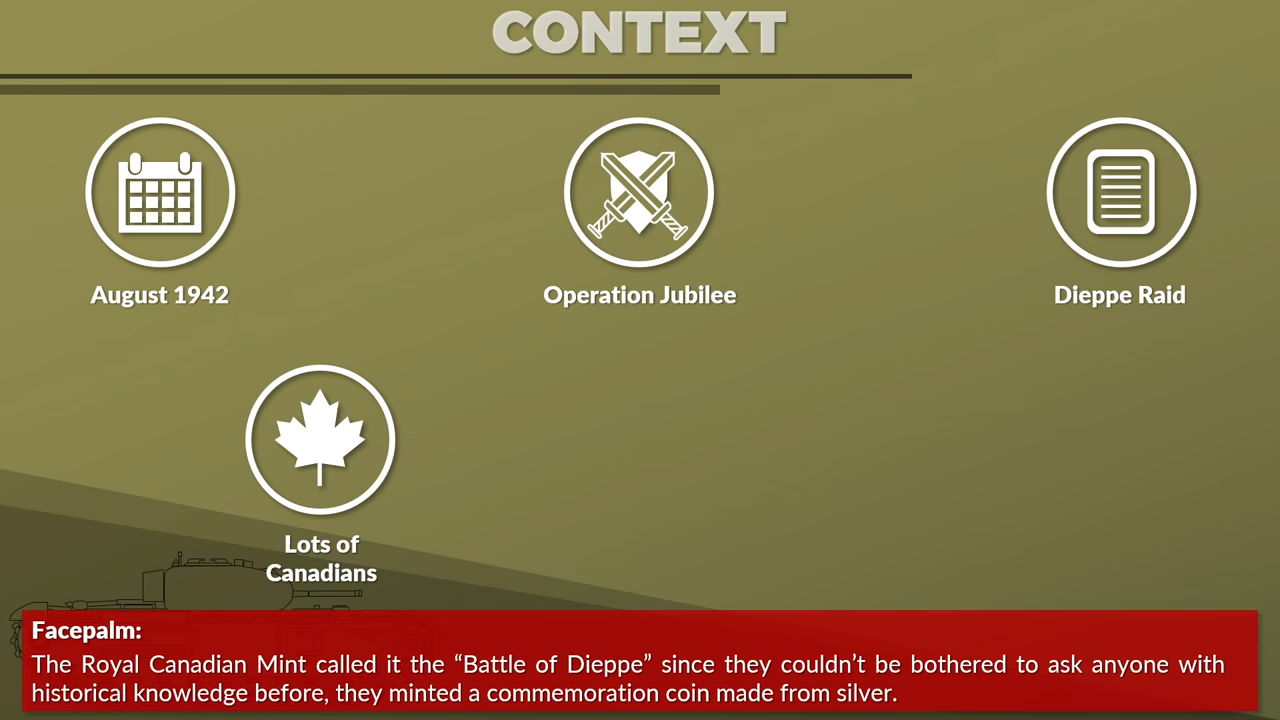 CONTEXT
August 1942
Operation Jubilee
Dieppe Raid
Lots of
Canadians
Facepalm:
The Royal Canadian Mint called it the “Battle of Dieppe” since they couldn’t be bothered to ask anyone with
historical knowledge before, they minted a commemoration coin made from silver.